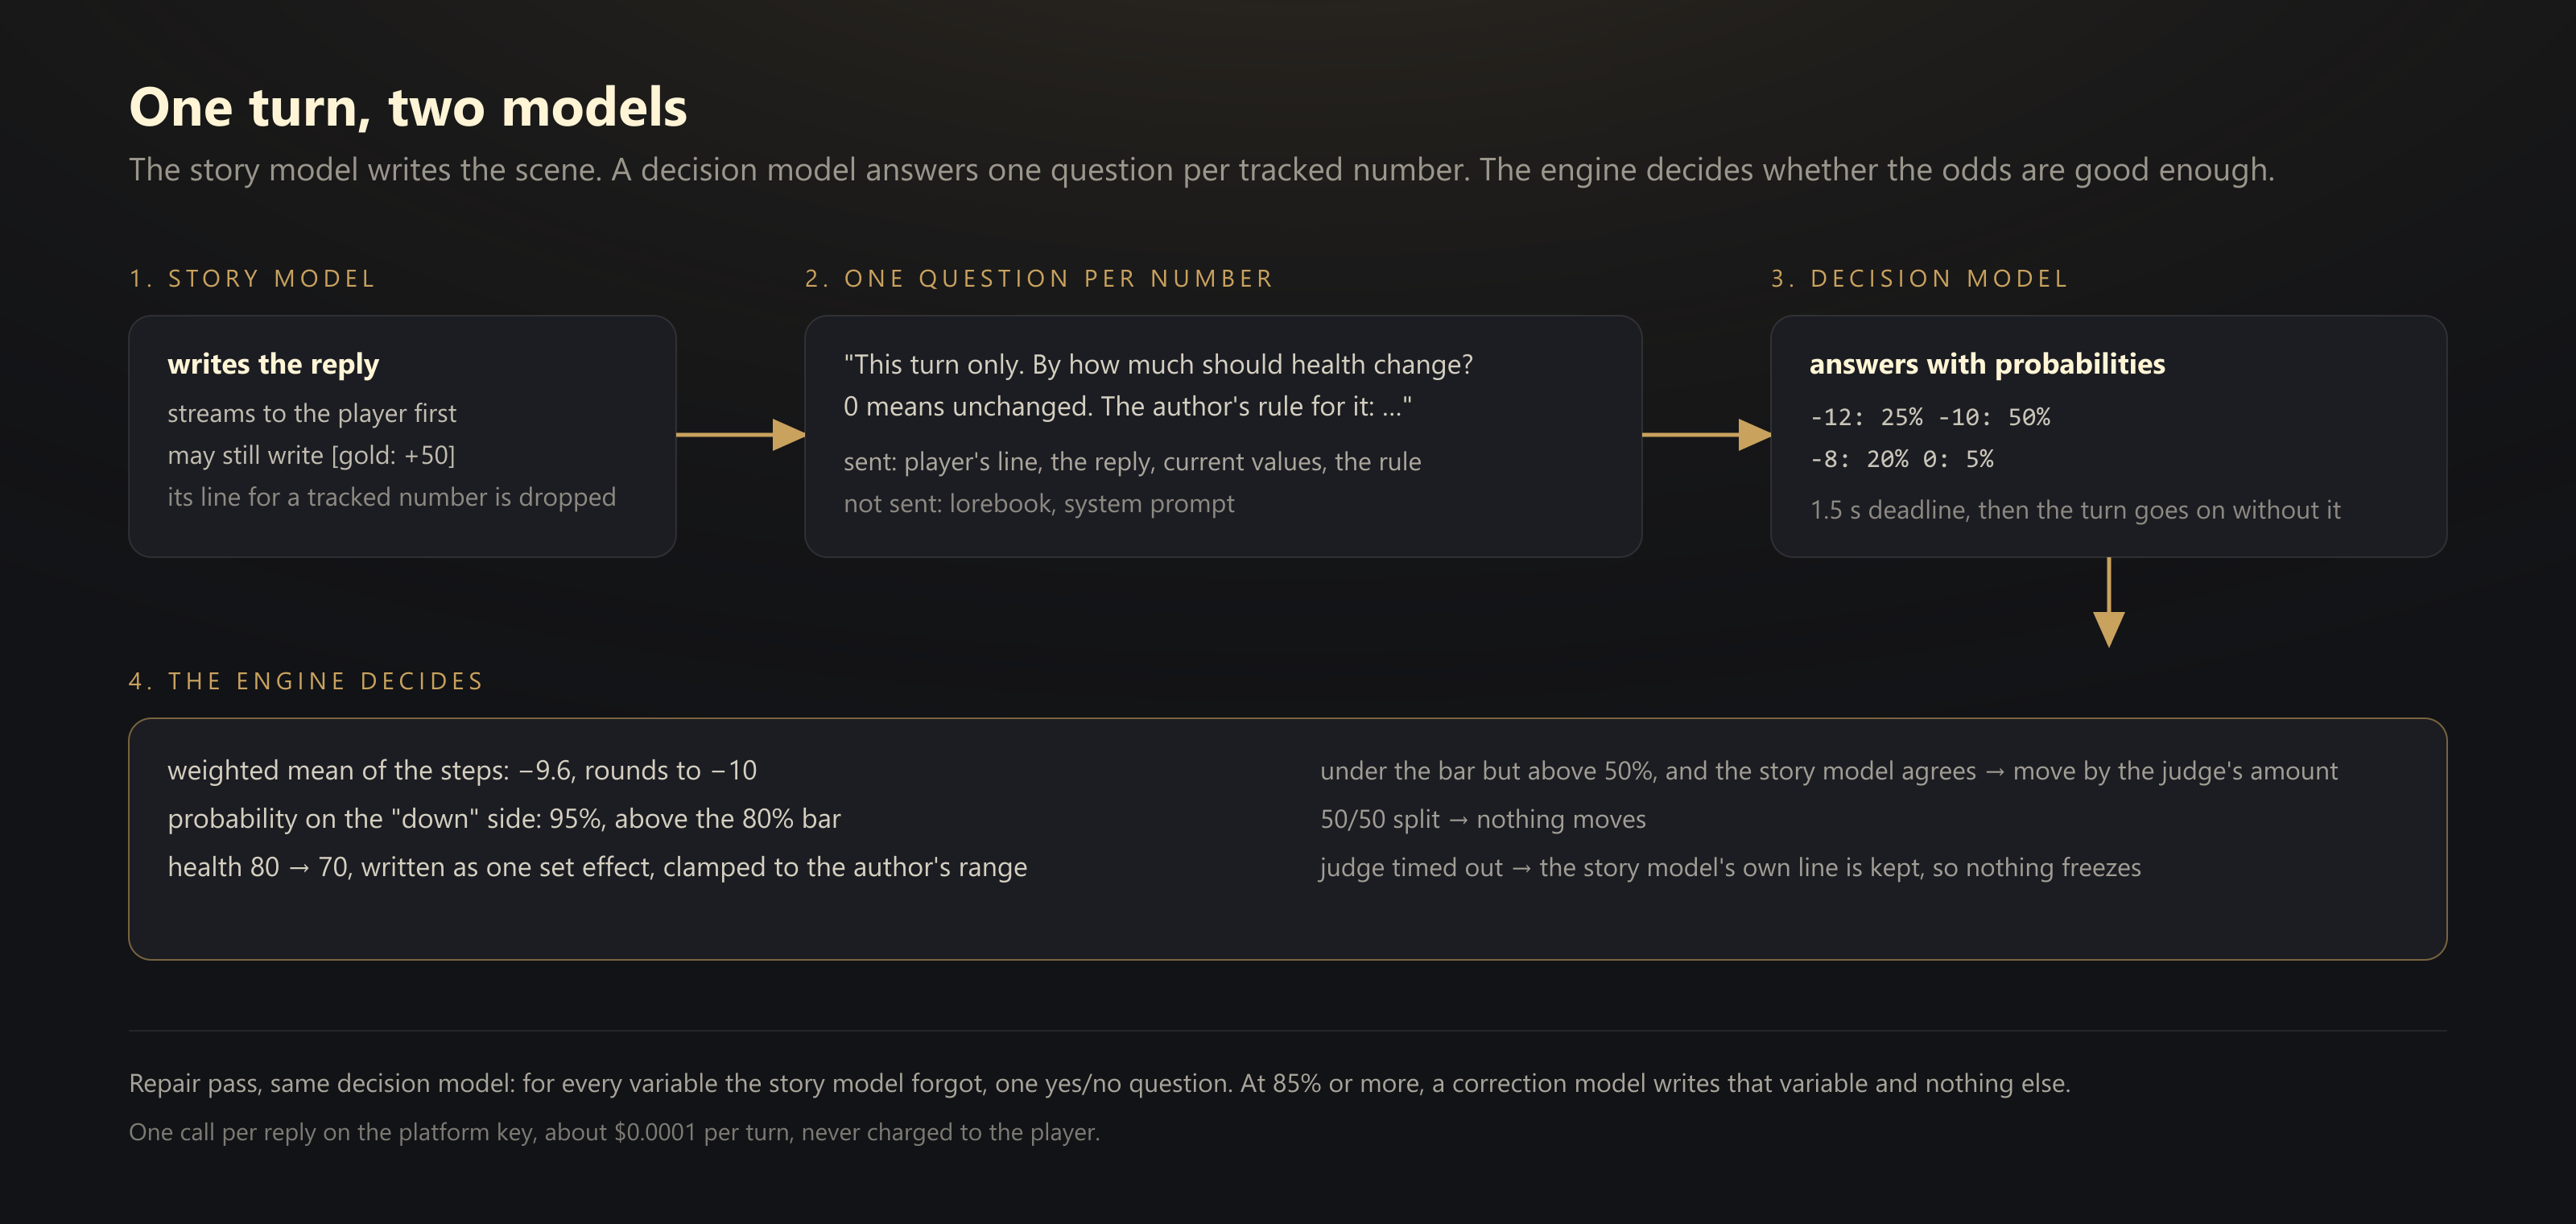 One turn, two models
The story model writes the scene. A decision model answers one question per tracked number. The engine decides whether the odds are good enough.
1. STORY MODEL
writes the reply
streams to the player first
may still write [gold: +50]
its line for a tracked number is dropped
2. ONE QUESTION PER NUMBER
"This turn only. By how much should health change?
0 means unchanged. The author's rule for it: ..."
sent: player's line, the reply, current values, the rule
not sent: lorebook, system prompt
3. DECISION MODEL
answers with probabilities
-12: 25% -10: 50%
-8: 20% 0: 5%
1.5 s deadline, then the turn goes on without it
4. THE ENGINE DECIDES
weighted mean of the steps: −9.6, rounds to −10
probability on the "down" side: 95%, above the 80% bar
health 80 → 70, written as one set effect, clamped to the author's range
under the bar but above 50%, and the story model agrees → move by the judge's amount
50/50 split → nothing moves
judge timed out → the story model's own line is kept, so nothing freezes
Repair pass, same decision model: for every variable the story model forgot, one yes/no question. At 85% or more, a correction model writes that variable and nothing else.
One call per reply on the platform key, about $0.0001 per turn, never charged to the player.